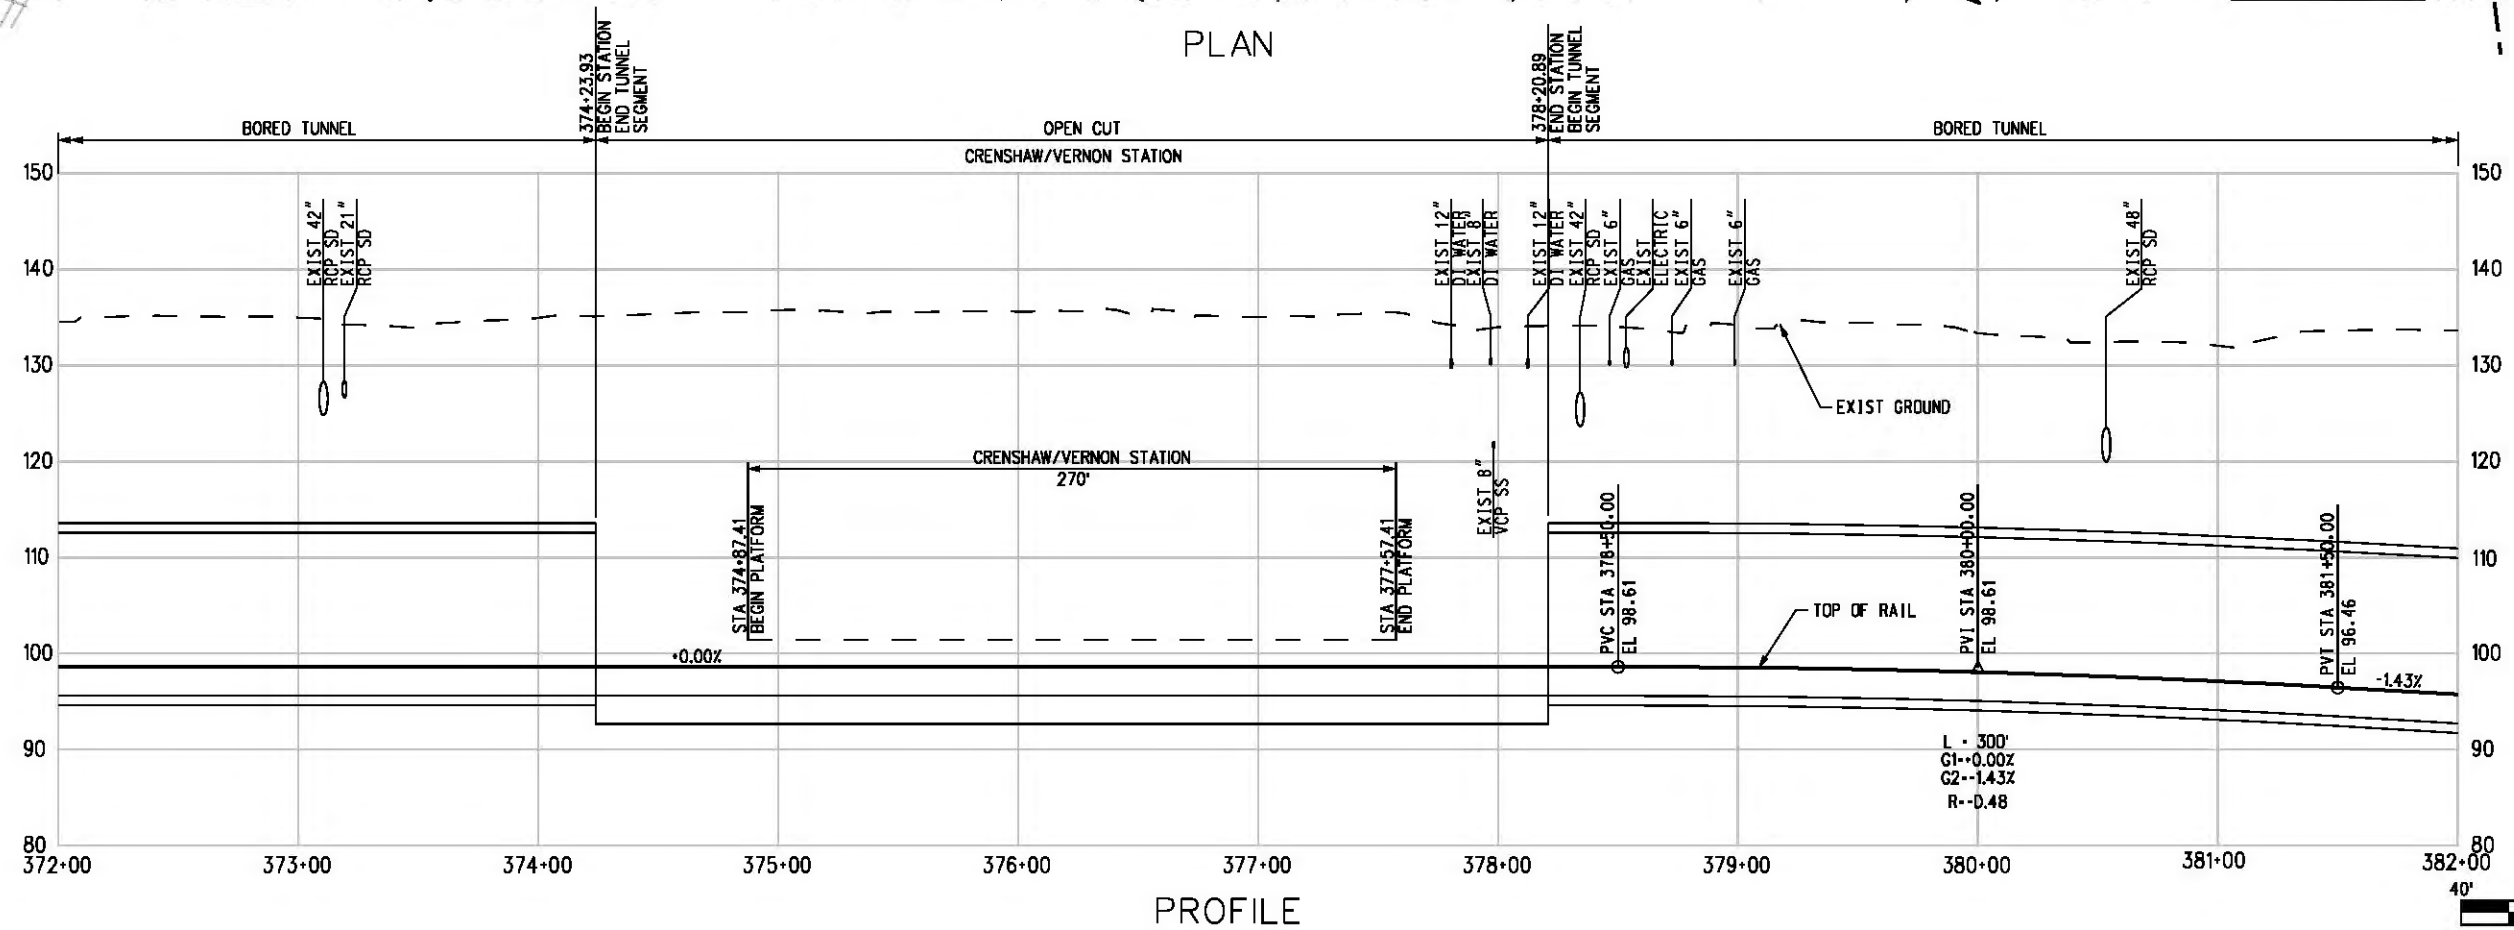 PLAN
374+23.93
BEGIN STATION
END TUNNEL
SEGMENT
378+20.89
END STATION
BEGIN TUNNEL
SEGMENT
BORED TUNNEL
OPEN CUT
BORED TUNNEL
CRENSHAW/VERNON STATION
150
150
EXIST 42"
RCP SD
EXIST 21"
RCP SD
EXIST 12"
DI WATER
EXIST 8"
DI WATER
EXIST 12"
DI WATER
EXIST 42"
RCP SD
EXIST 6"
GAS
EXIST
ELECTRIC
EXIST 6"
GAS
EXIST 6"
GAS
EXIST 48"
RCP SD
140
140
130
130
EXIST GROUND
120
120
CRENSHAW/VERNON STATION
270'
EXIST 8"
VCP SS
STA 374+87.41
BEGIN PLATFORM
STA 377+57.41
END PLATFORM
PVC STA 378+50.00
EL 98.61
PVI STA 380+00.00
EL 98.61
PVT STA 381+50.00
EL 96.46
110
110
TOP OF RAIL
100
100
+0.00%
-1.43%
90
90
L = 300'
G1=+0.00%
G2=-1.43%
R=-0.48
80
80
372+00
373+00
374+00
375+00
376+00
377+00
378+00
379+00
380+00
381+00
382+00
40'
PROFILE